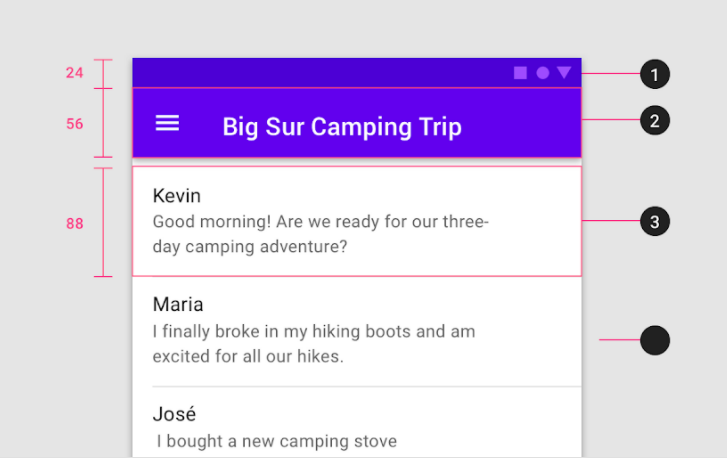 24
1
56
Big Sur Camping Trip
2
88
Kevin
Good morning! Are we ready for our three-
day camping adventure?
3
Maria
I finally broke in my hiking boots and am
excited for all our hikes.
José
I bought a new camping stove